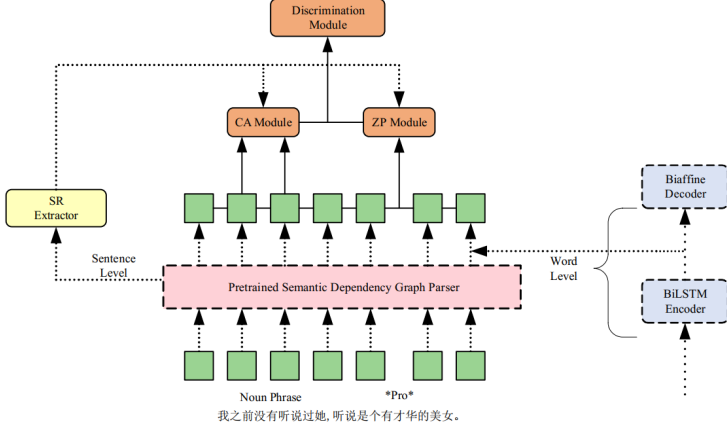 Discrimination
Module
CA Module
ZP Module
SR
Extractor
Biaffine
Decoder
Sentence
Level
Word
Level
Pretrained Semantic Dependency Graph Parser
BiLSTM
Encoder
Noun Phrase
*Pro*
我之前没有听说过她,听说是个有才华的美女。